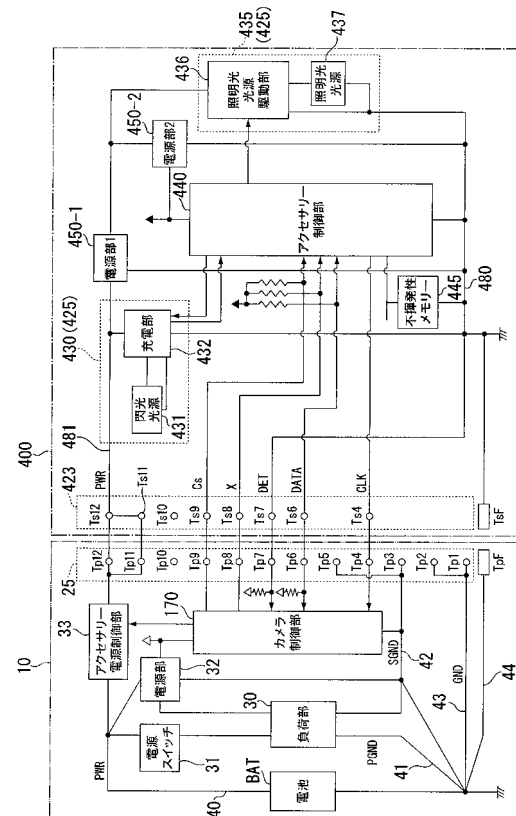 10
33
アクセサリー
電源制御部
PWR
40
電源
スイッチ
31
電源部
32
30
負荷部
BAT
電池
PGND
41
170
カメラ
制御部
SGND
42
GND
43
44
25
Tp12
Tp11
Tp10
Tp9
Tp8
Tp7
Tp6
Tp5
Tp4
Tp3
Tp2
Tp1
TpF
400
423
Ts12
Ts11
Ts10
Ts9
Ts8
Ts7
Ts6
Ts4
TsF
481
PWR
Cs
X
DET
DATA
CLK
430(425)
閃光
光源
431
充電部
432
450-1
電源部1
450-2
電源部2
440
アクセサリー
制御部
435
(425)
436
照明光
光源
駆動部
437
照明光
光源
不揮発性
メモリー
445
480